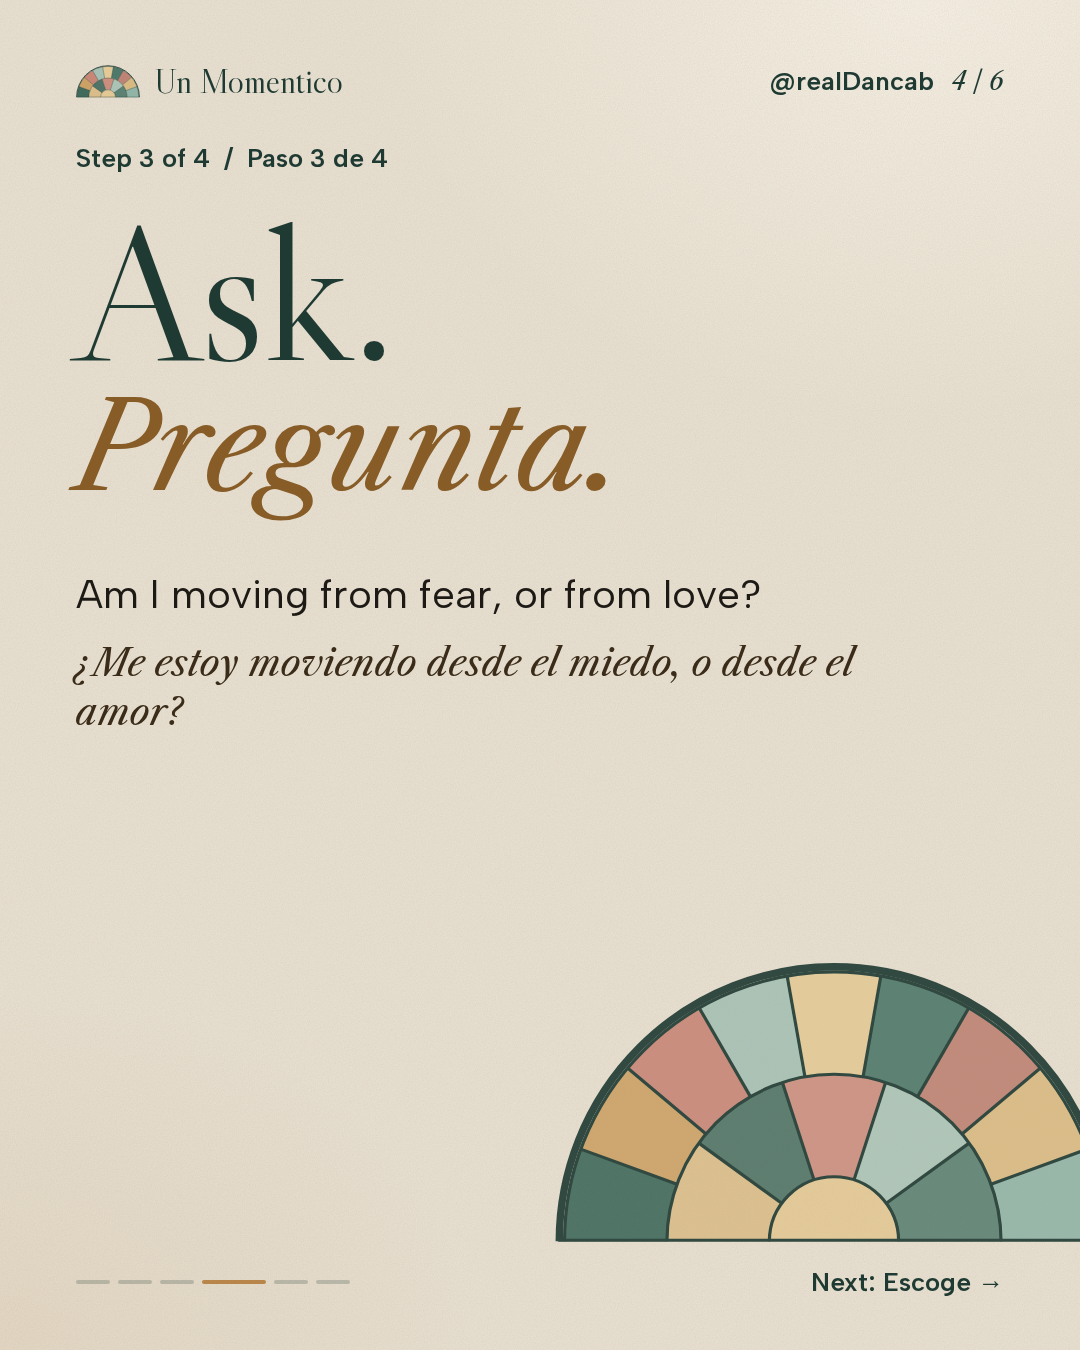 Un Momentico
@realDancab 4 / 6
Step 3 of 4 / Paso 3 de 4
Ask.
Pregunta.
Am I moving from fear, or from love?
¿Me estoy moviendo desde el miedo, o desde el
amor?
Next: Escoge →